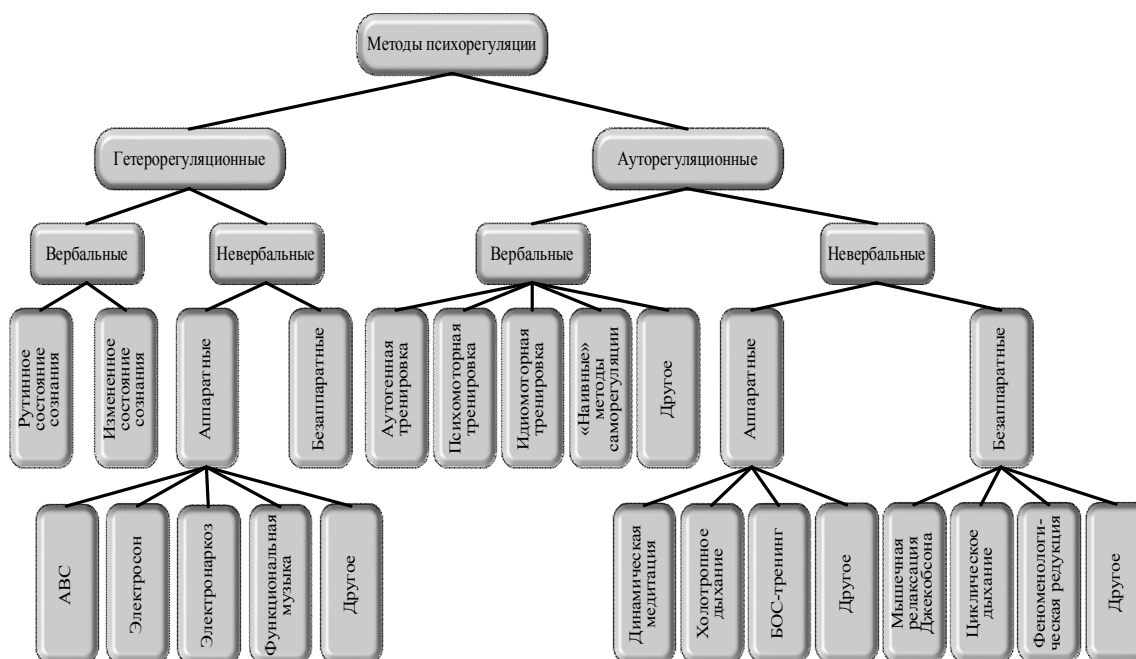 Методы психорегуляции
Гетерорегуляционные
Ауторегуляционные
Вербальные
Невербальные
Вербальные
Невербальные
Рутинное
состояние
сознания
Измененное
состояние
сознания
Аппаратные
Безаппаратные
Аутогенная
тренировка
Психомоторная
тренировка
Идиомоторная
тренировка
«Наивные»
методы
саморегуляции
Другое
Аппаратные
Безаппаратные
АВС
Электросон
Электронаркоз
Функциональная
музыка
Другое
Динамическая
медитация
Холотропное
дыхание
БОС-тренинг
Другое
Мышечная
релаксация
Джекобсона
Циклическое
дыхание
Феноменологи-
ческая редукция
Другое